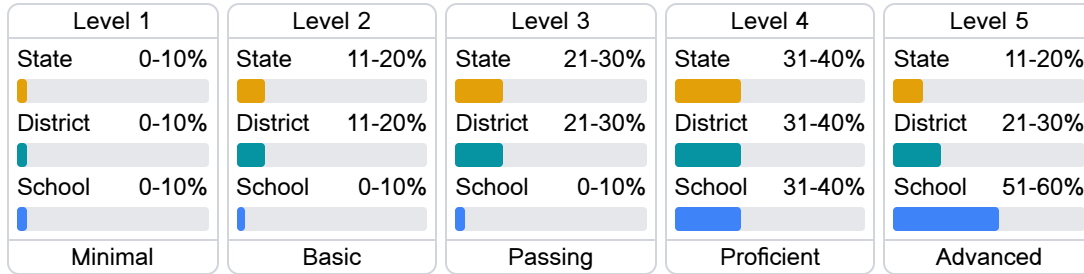 Level 1
State 0-10%
District 0-10%
School 0-10%
Minimal
Level 2
State 11-20%
District 11-20%
School 0-10%
Basic
Level 3
State 21-30%
District 21-30%
School 0-10%
Passing
Level 4
State 31-40%
District 31-40%
School 31-40%
Proficient
Level 5
State 11-20%
District 21-30%
School 51-60%
Advanced